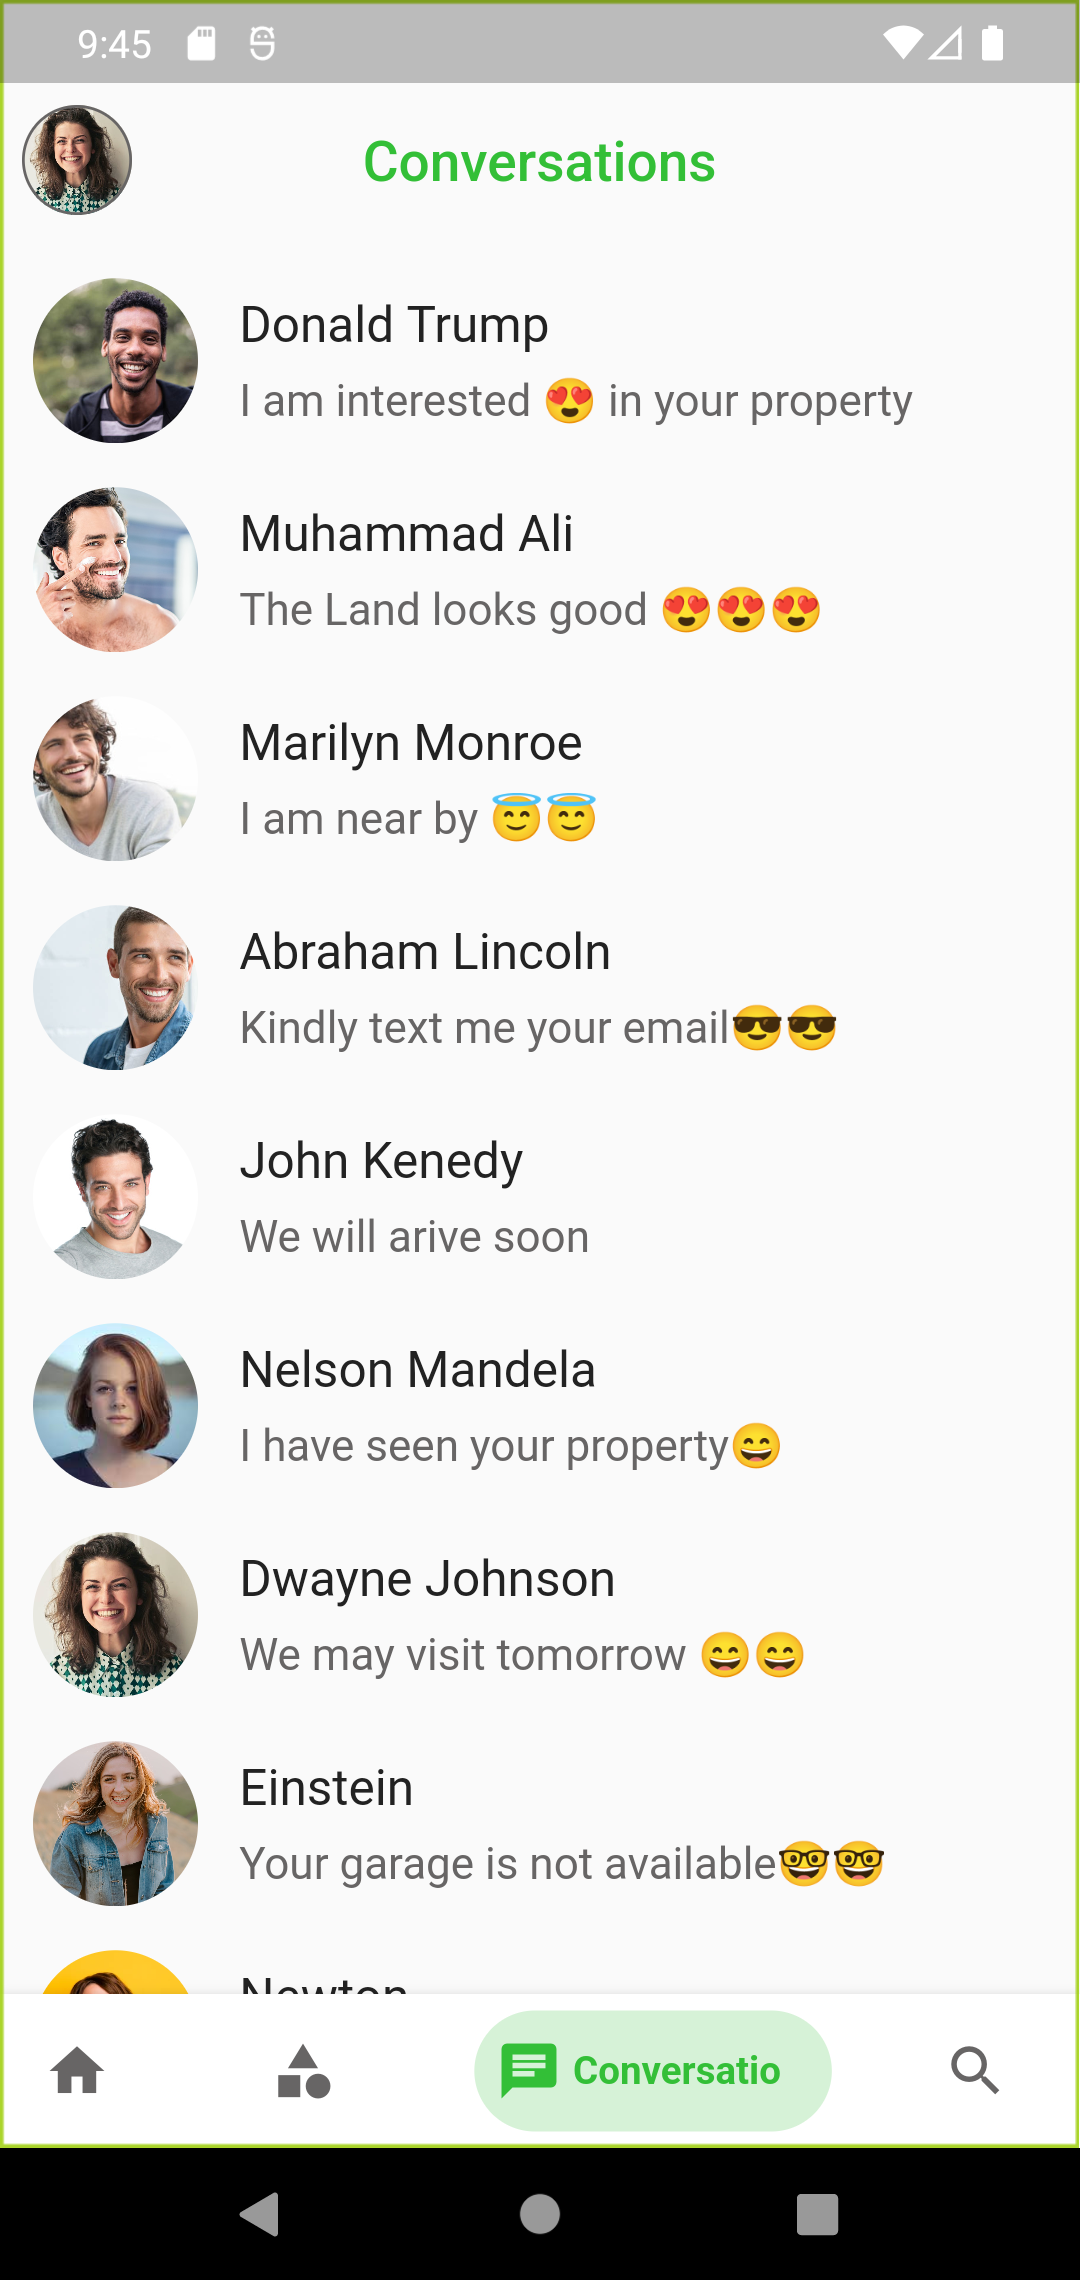 9:45
Conversations
Donald Trump
I am interested 😍 in your property
Muhammad Ali
The Land looks good 😍😍😍
Marilyn Monroe
I am near by 😇😇
Abraham Lincoln
Kindly text me your email😎😎
John Kenedy
We will arive soon
Nelson Mandela
I have seen your property😄
Dwayne Johnson
We may visit tomorrow 😄😄
Einstein
Your garage is not available🤓🤓
Newton
Conversatio